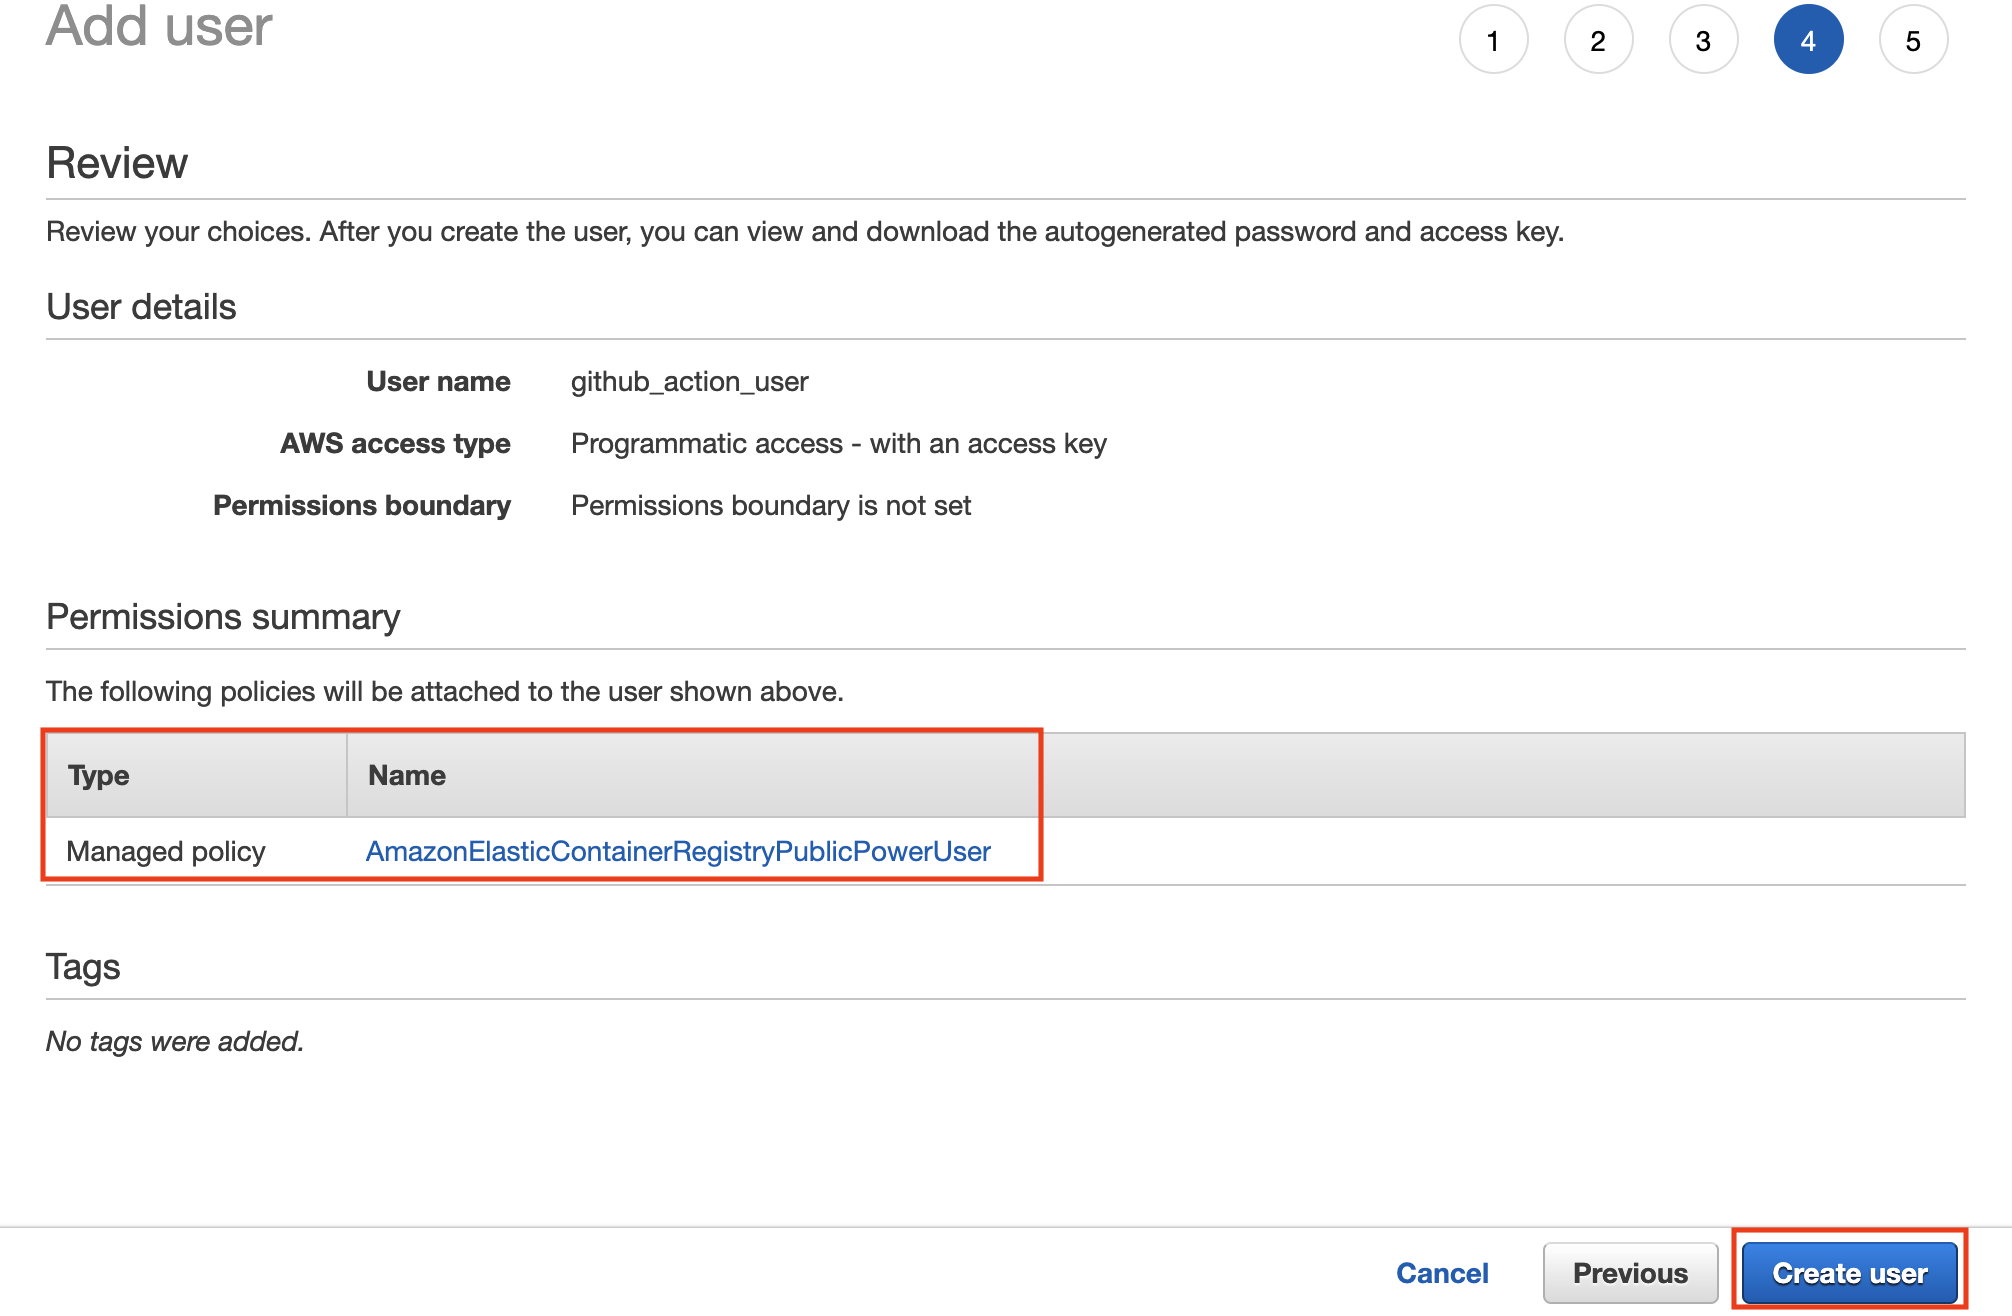 Add user
1 2 3 4 5
Review
Review your choices. After you create the user, you can view and download the autogenerated password and access key.
User details
User name github_action_user
AWS access type Programmatic access - with an access key
Permissions boundary Permissions boundary is not set
Permissions summary
The following policies will be attached to the user shown above.
Type Name
Managed policy AmazonElasticContainerRegistryPublicPowerUser
Tags
No tags were added.
Cancel Previous Create user